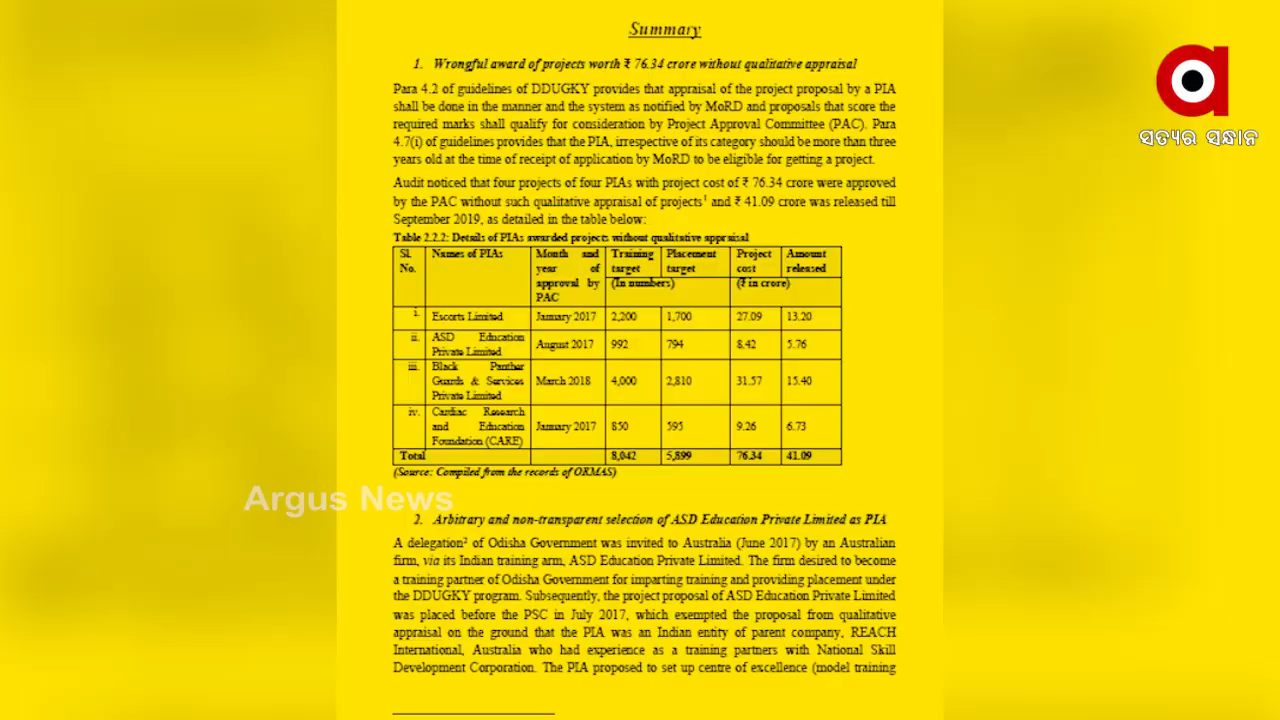 Summary
1. Wrongful award of projects worth ₹ 76.34 crore without qualitative appraisal
Para 4.2 of guidelines of DDUGKY provides that appraisal of the project proposal by a PIA
shall be done in the manner and the system as notified by MoRD and proposals that score the
required marks shall qualify for consideration by Project Approval Committee (PAC). Para
4.7(i) of guidelines provides that the PIA, irrespective of its category should be more than three
years old at the time of receipt of application by MoRD to be eligible for getting a project.
Audit noticed that four projects of four PIAs with project cost of ₹ 76.34 crore were approved
by the PAC without such qualitative appraisal of projects¹ and ₹ 41.09 crore was released till
September 2019, as detailed in the table below:
Table 2.2.2: Details of PIAs awarded projects without qualitative appraisal
Sl. Names of PIAs Month and Training Placement Project Amount
No. year of target target cost released
approval by (In numbers) (₹ in crore)
PAC
i. Escorts Limited January 2017 2,200 1,700 27.09 13.20
ii. ASD Education
Private Limited August 2017 992 794 8.42 5.76
iii. Black Panther
Guards & Services March 2018 4,000 2,810 31.57 15.40
Private Limited
iv. Cardiac Research
and Education January 2017 850 595 9.26 6.73
Foundation (CARE)
Total 8,042 5,899 76.34 41.09
(Source: Compiled from the records of ORMAS)
2. Arbitrary and non-transparent selection of ASD Education Private Limited as PIA
A delegation² of Odisha Government was invited to Australia (June 2017) by an Australian
firm, via its Indian training arm, ASD Education Private Limited. The firm desired to become
a training partner of Odisha Government for imparting training and providing placement under
the DDUGKY program. Subsequently, the project proposal of ASD Education Private Limited
was placed before the PSC in July 2017, which exempted the proposal from qualitative
appraisal on the ground that the PIA was an Indian entity of parent company, REACH
International, Australia who had experience as a training partners with National Skill
Development Corporation. The PIA proposed to set up centre of excellence (model training
Argus News
ସତ୍ୟର ସନ୍ଧାନ